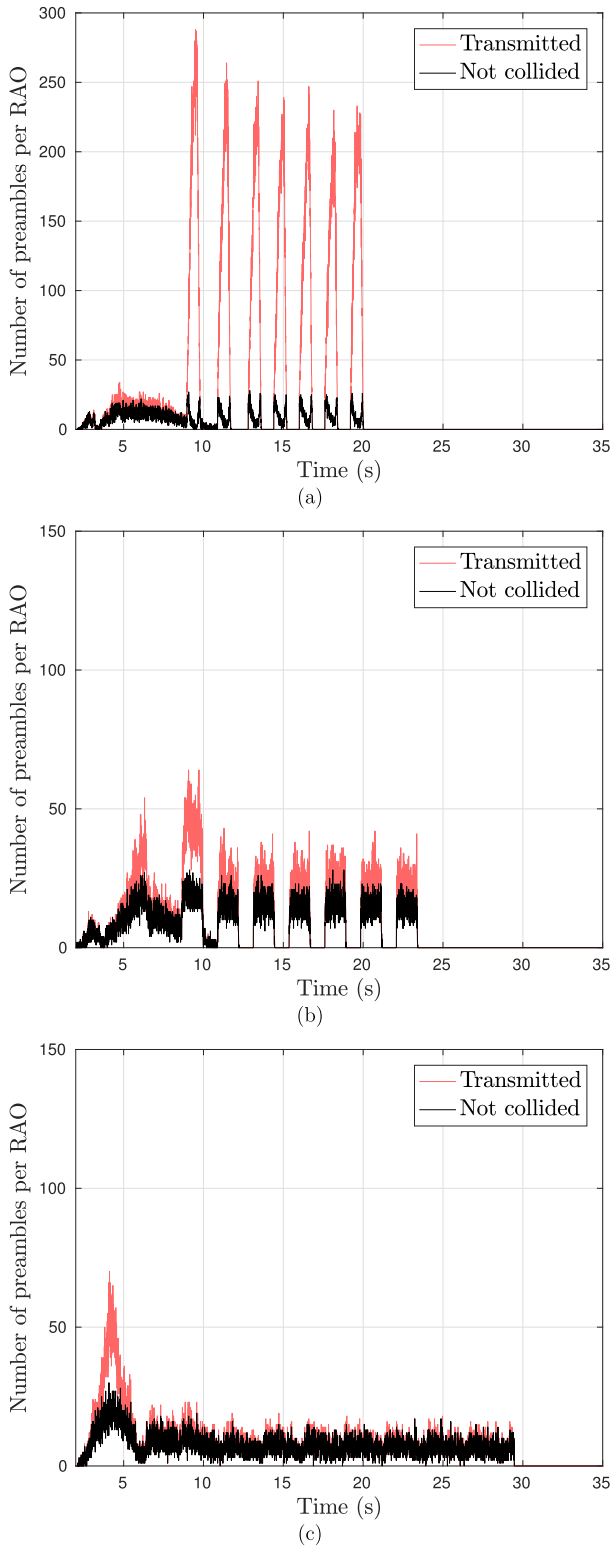 Number of preambles per RAO
300
250
200
150
100
50
0
Transmitted
Not collided
5 10 15 20 25 30 35
Time (s)
(a)
Number of preambles per RAO
150
100
50
0
Transmitted
Not collided
5 10 15 20 25 30 35
Time (s)
(b)
Number of preambles per RAO
150
100
50
0
Transmitted
Not collided
5 10 15 20 25 30 35
Time (s)
(c)